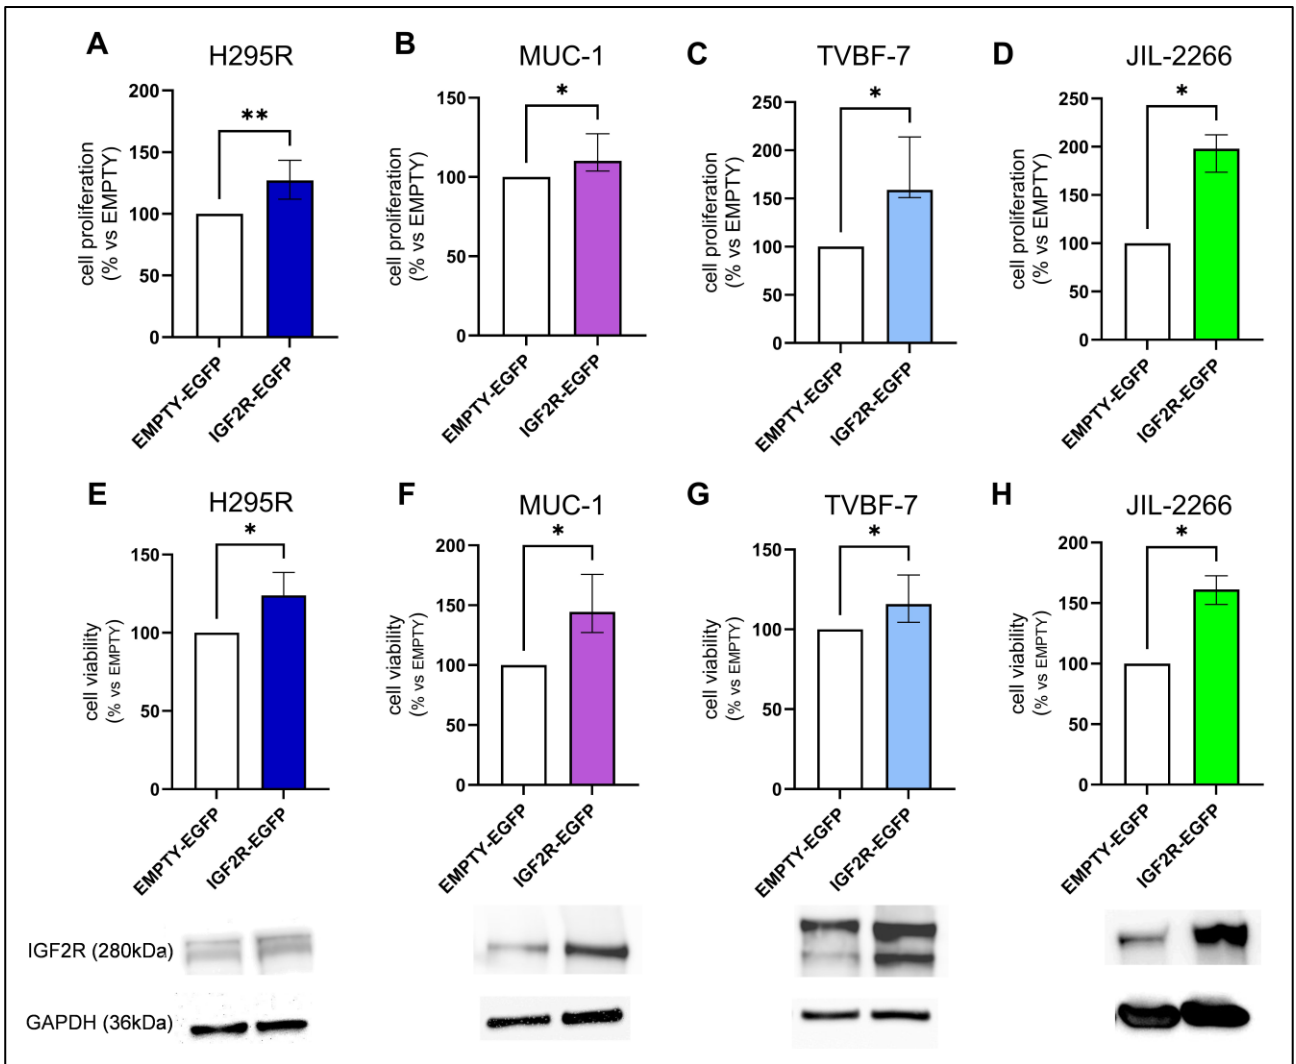 A
H295R
**
cell proliferation
(% vs EMPTY)
200
150
100
50
0
EMPTY-EGFP
IGF2R-EGFP
B
MUC-1
*
cell proliferation
(% vs EMPTY)
150
100
50
0
EMPTY-EGFP
IGF2R-EGFP
C
TVBF-7
*
cell proliferation
(% vs EMPTY)
250
200
150
100
50
0
EMPTY-EGFP
IGF2R-EGFP
D
JIL-2266
*
cell proliferation
(% vs EMPTY)
250
200
150
100
50
0
EMPTY-EGFP
IGF2R-EGFP
E
H295R
*
cell viability
(% vs EMPTY)
150
100
50
0
EMPTY-EGFP
IGF2R-EGFP
F
MUC-1
*
cell viability
(% vs EMPTY)
200
150
100
50
0
EMPTY-EGFP
IGF2R-EGFP
G
TVBF-7
*
cell viability
(% vs EMPTY)
150
100
50
0
EMPTY-EGFP
IGF2R-EGFP
H
JIL-2266
*
cell viability
(% vs EMPTY)
200
150
100
50
0
EMPTY-EGFP
IGF2R-EGFP
IGF2R (280kDa)
GAPDH (36kDa)